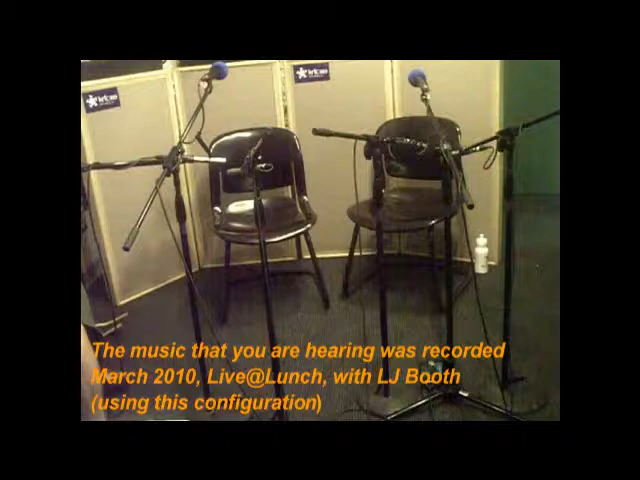 The music that you are hearing was recorded
March 2010, Live@Lunch, with LJ Booth
(using this configuration)